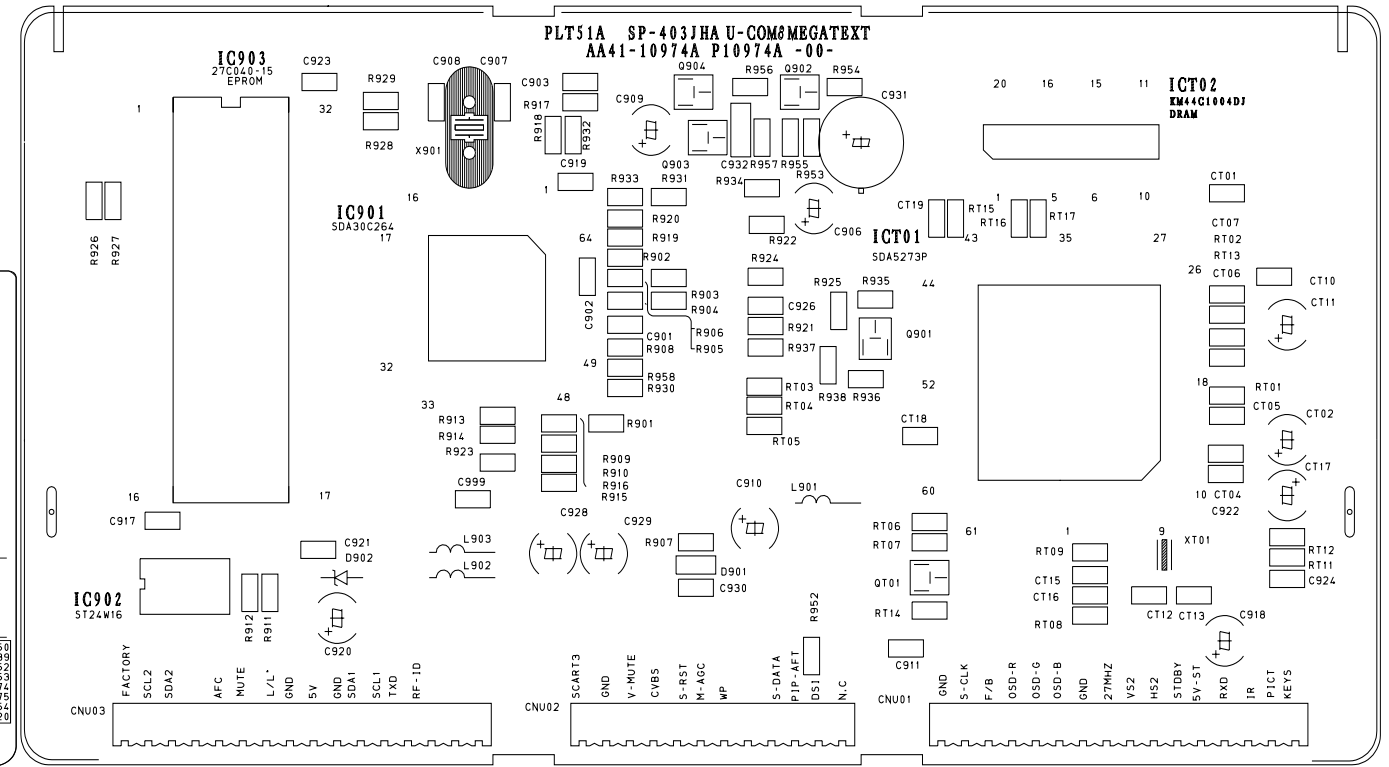 PLT51A SP-403JHA U-COM&MEGATEXT
AA41-10974A P10974A -00-
IC903
27C040-15
EPROM
C923
R929
C908
C907
C903
R917
Q904
R956
Q902
R954
20
16
15
11
ICT02
KM44C1004DJ
DRAM
1
32
R928
X901
R918
R932
C909
C931
Q903
C932
R957
R955
C919
1
R933
R931
R934
R953
16
IC901
SDA30C264
17
R926
R927
64
R920
R919
R902
C902
R903
R904
C901
R908
R906
R905
49
R958
R930
32
R922
C906
R924
C926
R921
R937
R925
R935
Q901
R938
R936
RT03
RT04
RT05
ICT01
SDA5273P
CT19
RT15
43
1
RT16
5
RT17
35
6
10
27
CT01
CT07
RT02
RT13
CT06
26
CT10
CT11
44
52
CT18
18
RT01
CT05
CT02
CT17
10
CT04
C922
33
48
R913
R914
R923
R901
R909
R910
R916
R915
C999
16
17
C917
C921
D902
L903
L902
C928
C929
C910
L901
R907
D901
C930
60
61
RT06
RT07
QT01
RT14
C911
1
RT09
CT15
CT16
RT08
9
XT01
CT12
CT13
C918
RT12
RT11
C924
IC902
ST24W16
R912
R911
C920
R952
CNU03
FACTORY
SCL2
SDA2
AFC
MUTE
L/L'
GND
5V
GND
SDA1
SCL1
TXD
RF-ID
CNU02
SCART3
GND
V-MUTE
CVBS
S-RST
M-AGC
WP
S-DATA
PIP-AFT
DS1
N.C
CNU01
GND
S-CLK
F/B
OSD-R
OSD-G
OSD-B
GND
27MHZ
VS2
HS2
STDBY
5V-ST
RXD
IR
PICT
KEYS